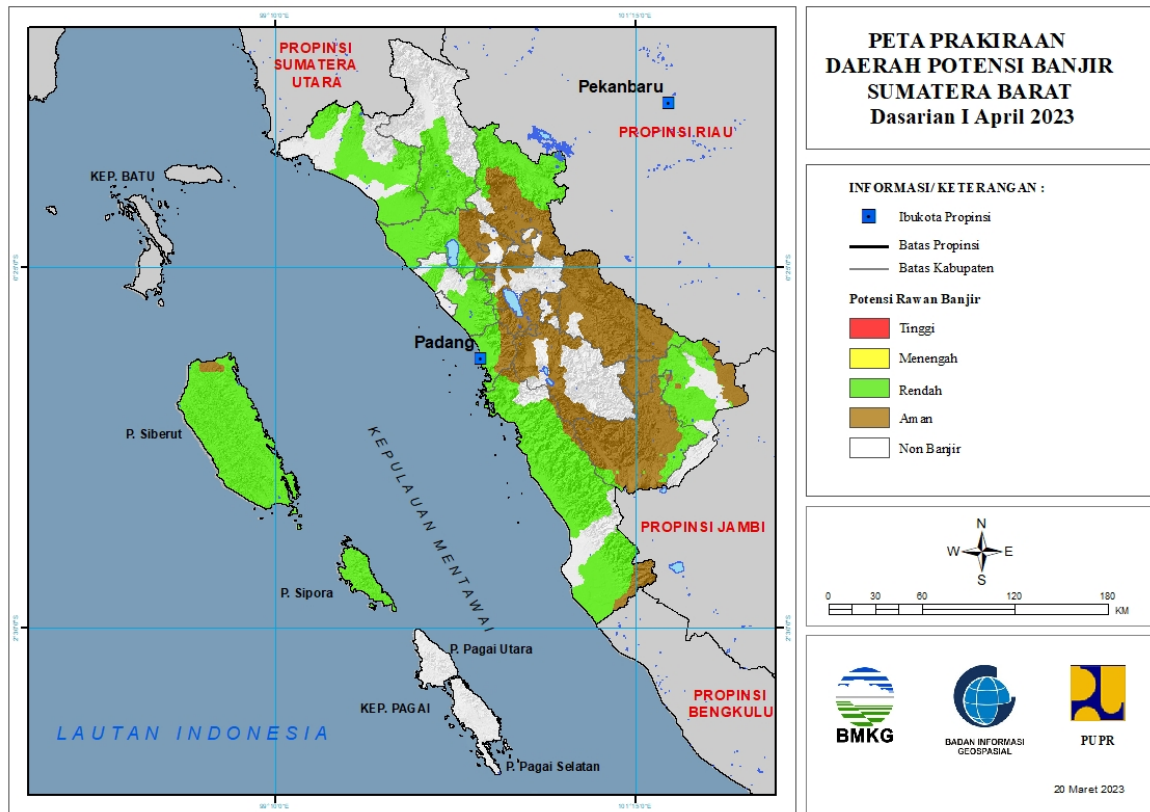 PETA PRAKIRAAN
DAERAH POTENSI BANJIR
SUMATERA BARAT
Dasarian I April 2023
INFORMASI/ KETERANGAN :
Ibukota Propinsi
Batas Propinsi
Batas Kabupaten
Potensi Rawan Banjir
Tinggi
Menengah
Rendah
Aman
Non Banjir
N
W E
S
0 30 60 120 180
KM
BMKG
BADAN INFORMASI
GEOSPASIAL
PUPR
20 Maret 2023
PROPINSI
SUMATERA
UTARA
Pekanbaru
PROPINSI RIAU
KEP. BATU
Padang
P. Siberut
KEPULAUAN MENTAWAI
PROPINSI JAMBI
P. Sipora
P. Pagai Utara
KEP. PAGAI
PROPINSI
BENGKULU
LAUTAN INDONESIA
P. Pagai Selatan